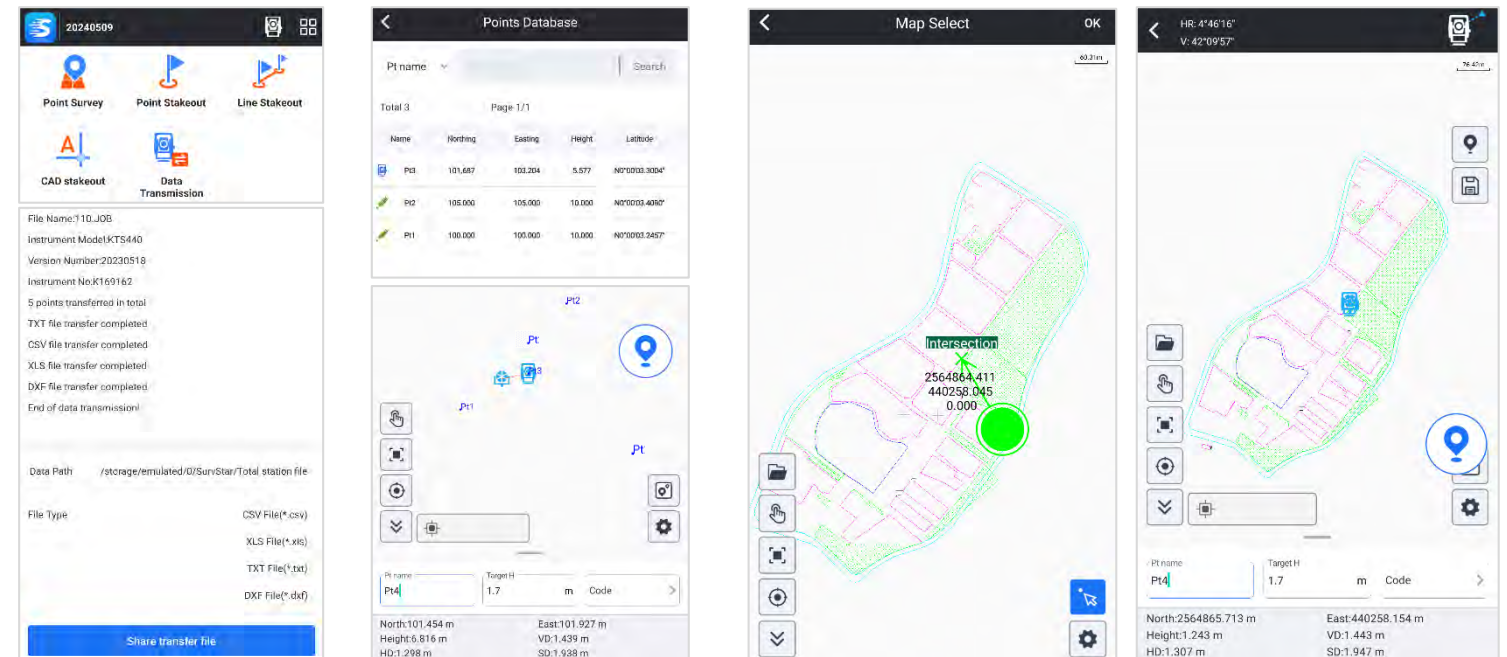 20240509
Point Survey
Point Stakeout
Line Stakeout
CAD stakeout
Data
Transmission
File Name:110.JOB
Instrument Model:KTS440
Version Number:20230518
Instrument No:K169162
5 points transferred in total
TXT file transfer completed
CSV file transfer completed
XLS file transfer completed
DXF file transfer completed
End of data transmission!
Data Path /storage/emulated/0/SurvStar/Total station file
File Type CSV File(*.csv)
XLS File(*.xls)
TXT File(*.txt)
DXF File(*.dxf)
Share transfer file
Points Database
Pt name Search
Total 3 Page 1/1
Name Northing Easting Height Latitude
Pt3 101.687 103.204 5.577 N0°00'03.3004"
Pt2 105.000 105.000 10.000 N0°00'03.4080"
Pt1 100.000 100.000 10.000 N0°00'03.2457"
Pt2
Pt
Pt3
Pt1
Pt
Pt name
Pt4
Target H
1.7 m
Code
North:101.454 m East:101.927 m
Height:6.816 m VD:1.439 m
HD:1.298 m SD:1.938 m
Map Select OK
60.21m
Intersection
2564864.411
440258.045
0.000
HR: 4°46'16"
V: 42°09'57"
76.42m
Pt name
Pt4
Target H
1.7 m
Code
North:2564865.713 m East:440258.154 m
Height:1.243 m VD:1.443 m
HD:1.307 m SD:1.947 m